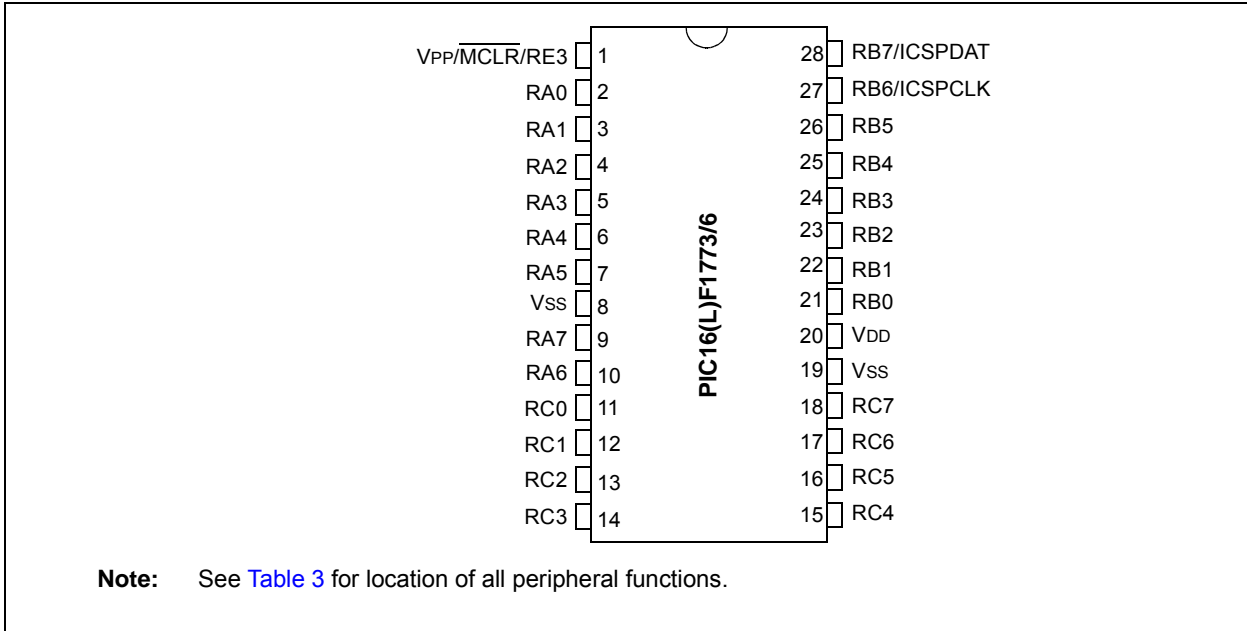 VPP/MCLR/RE3 1
RA0 2
RA1 3
RA2 4
RA3 5
RA4 6
RA5 7
VSS 8
RA7 9
RA6 10
RC0 11
RC1 12
RC2 13
RC3 14
PIC16(L)F1773/6
28 RB7/ICSPDAT
27 RB6/ICSPCLK
26 RB5
25 RB4
24 RB3
23 RB2
22 RB1
21 RB0
20 VDD
19 VSS
18 RC7
17 RC6
16 RC5
15 RC4
Note: See Table 3 for location of all peripheral functions.